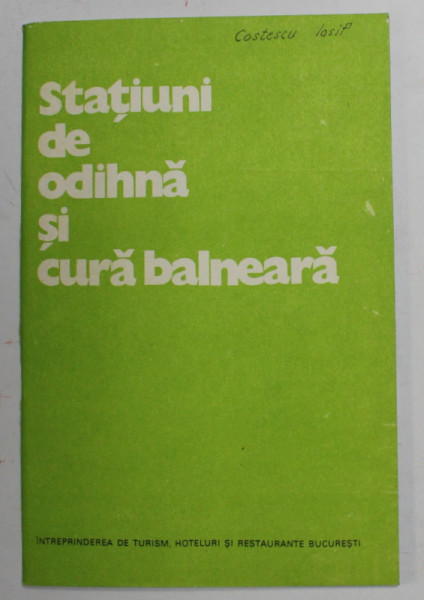 Costescu Iosif
Stațiuni
de
odihnă
și
cură balneară
ÎNTREPRINDEREA DE TURISM, HOTELURI ȘI RESTAURANTE BUCUREȘTI